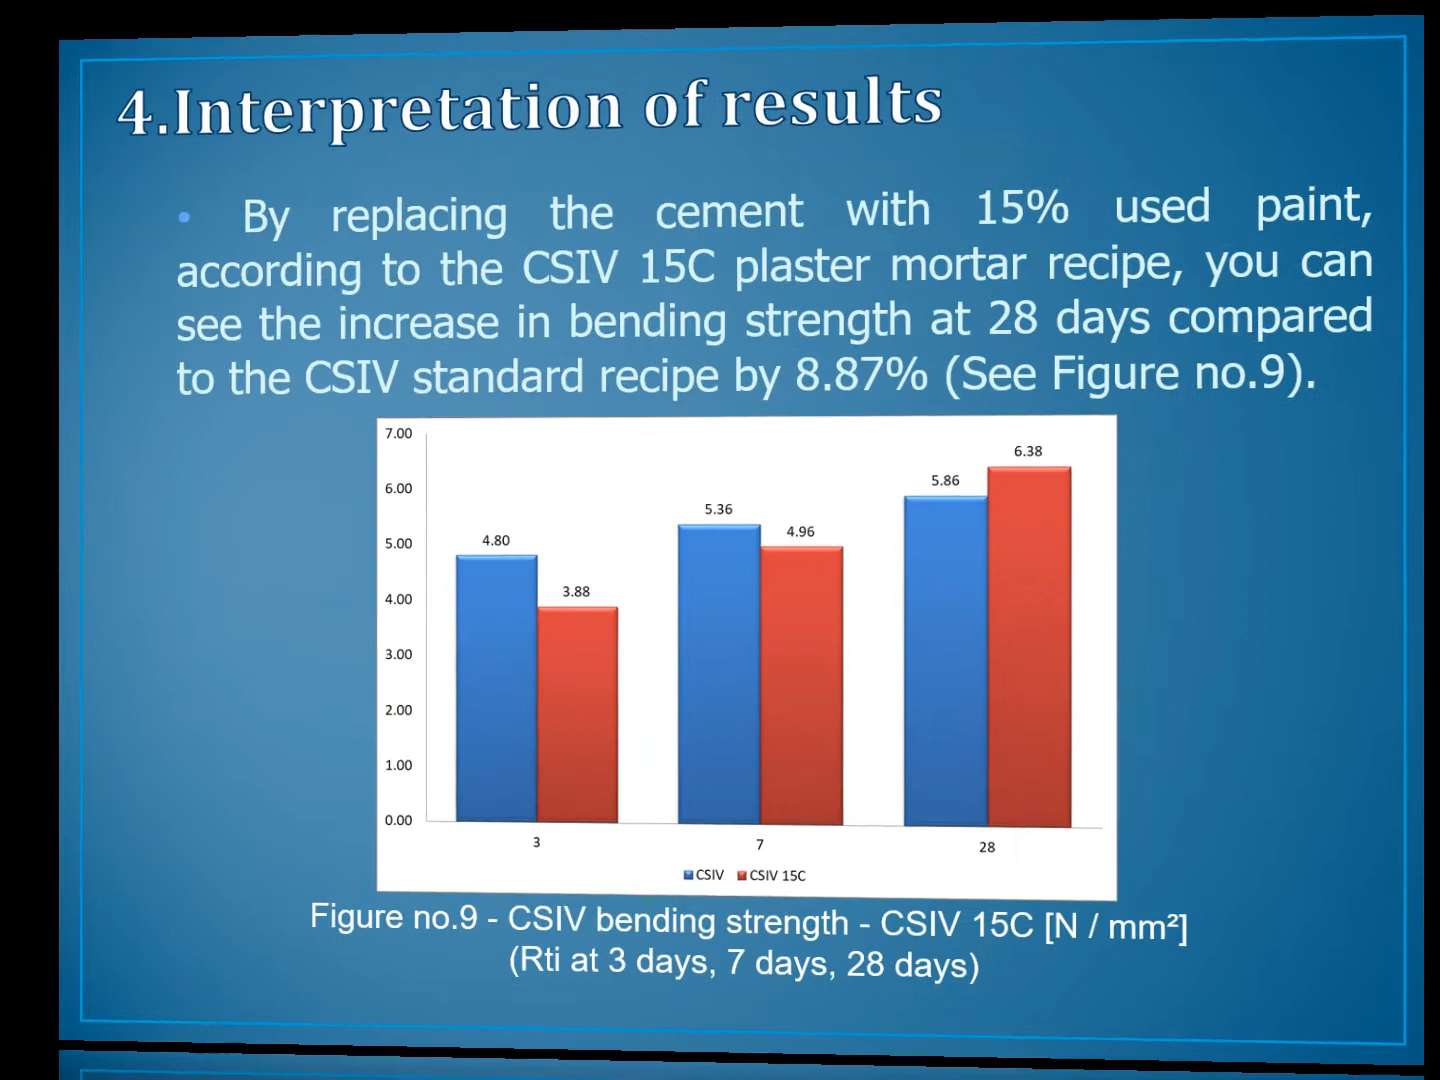 4.Interpretation of results
• By replacing the cement with 15% used paint,
according to the CSIV 15C plaster mortar recipe, you can
see the increase in bending strength at 28 days compared
to the CSIV standard recipe by 8.87% (See Figure no.9).
7.00
6.00
5.00
4.00
3.00
2.00
1.00
0.00
4.80
3.88
5.36
4.96
5.86
6.38
3
7
28
CSIV CSIV 15C
Figure no.9 - CSIV bending strength - CSIV 15C [N / mm²]
(Rti at 3 days, 7 days, 28 days)